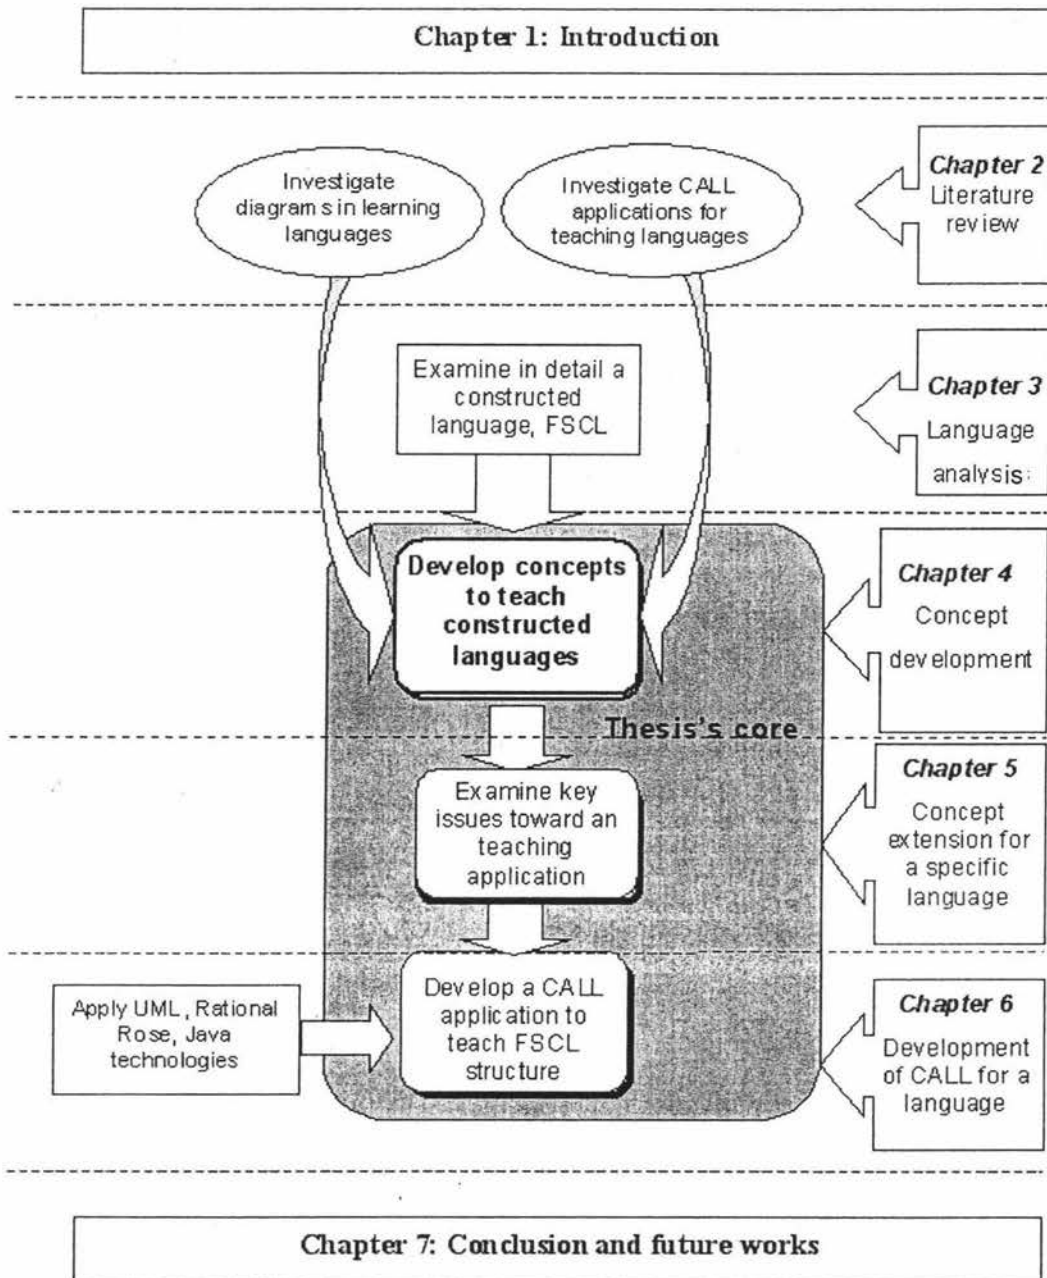 Chapter 1: Introduction
Investigate
diagrams in learning
languages
Investigate CALL
applications for
teaching languages
Chapter 2
Literature
review
Examine in detail a
constructed
language, FSCL
Chapter 3
Language
analysis:
Develop concepts
to teach
constructed
languages
Chapter 4
Concept
development
Thesis's core
Examine key
issues toward an
teaching
application
Chapter 5
Concept
extension for
a specific
language
Apply UML, Rational
Rose, Java
technologies
Develop a CALL
application to
teach FSCL
structure
Chapter 6
Development
of CALL for a
language
Chapter 7: Conclusion and future works